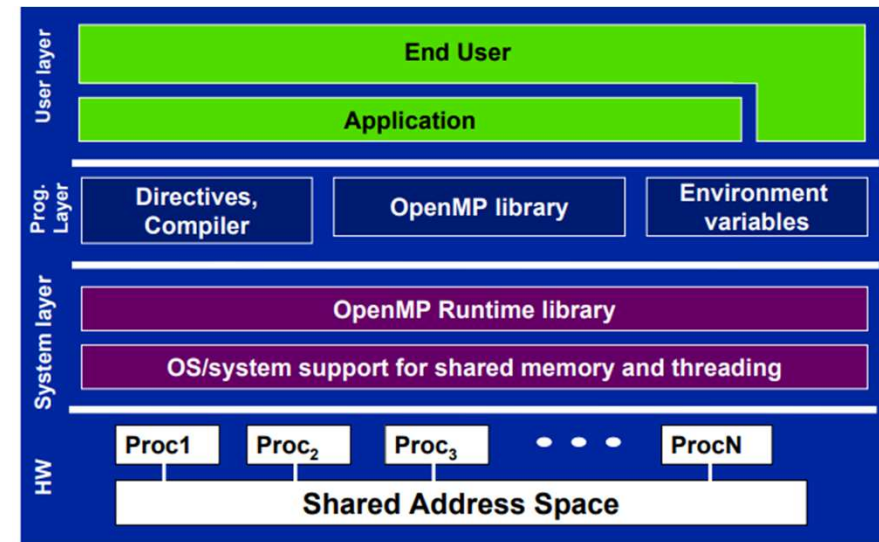 User layer
End User
Application
Prog.
Layer
Directives,
Compiler
OpenMP library
Environment
variables
System layer
OpenMP Runtime library
OS/system support for shared memory and threading
HW
Proc1
Proc₂
Proc₃
• • •
ProcN
Shared Address Space